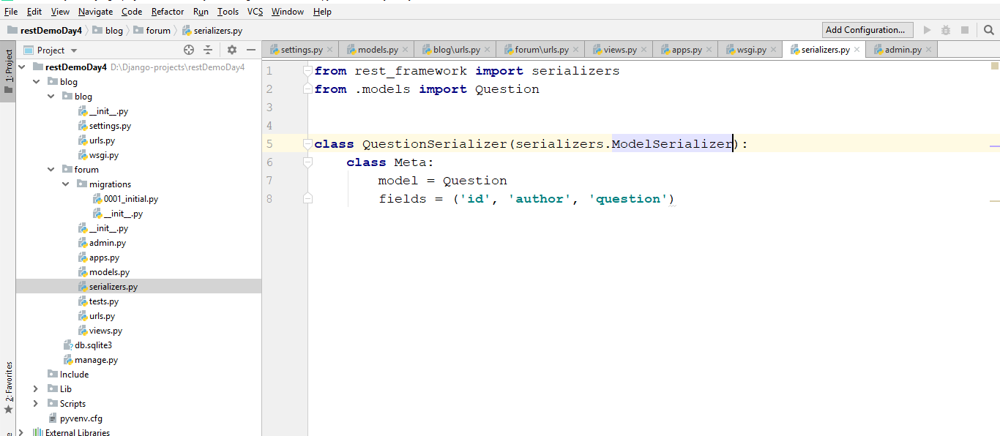 File Edit View Navigate Code Refactor Run Tools VCS Window Help
restDemoDay4 blog forum serializers.py Add Configuration...
Project
settings.py models.py blog\urls.py forum\urls.py views.py apps.py wsgi.py serializers.py admin.py
1: Project
restDemoDay4 D:\Django-projects\restDemoDay4
blog
blog
__init__.py
settings.py
urls.py
wsgi.py
forum
migrations
0001_initial.py
__init__.py
__init__.py
admin.py
apps.py
models.py
serializers.py
tests.py
urls.py
views.py
db.sqlite3
manage.py
Include
Lib
Scripts
pyvenv.cfg
External Libraries
2: Favorites
1 from rest_framework import serializers
2 from .models import Question
3
4
5 class QuestionSerializer(serializers.ModelSerializer):
6 class Meta:
7 model = Question
8 fields = ('id', 'author', 'question')